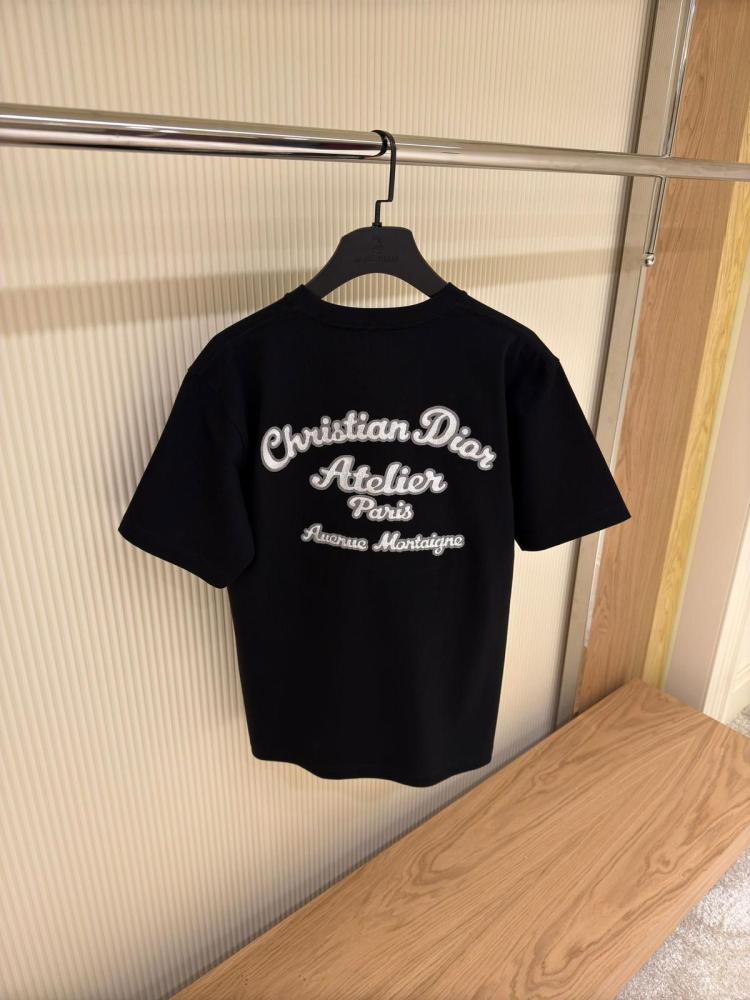 Christian Dior
Atelier
Paris
Avenue Montaigne